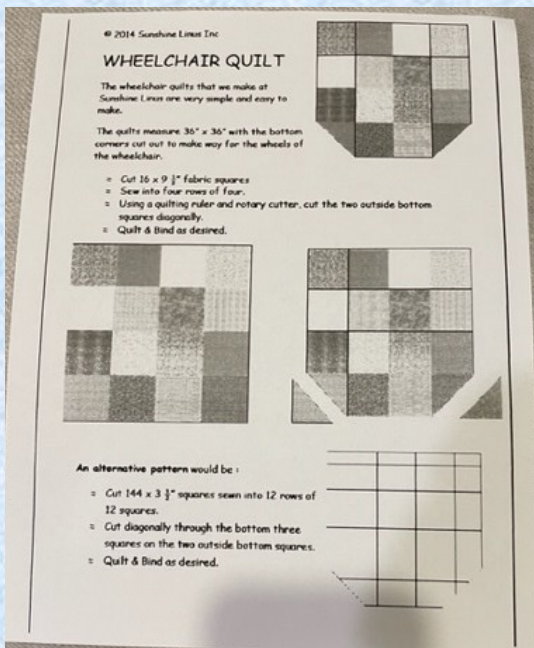 © 2014 Sunshine Linus Inc
WHEELCHAIR QUILT
The wheelchair quilts that we make at
Sunshine Linus are very simple and easy to
make.
The quilts measure 36" x 36" with the bottom
corners cut out to make way for the wheels of
the wheelchair.
= Cut 16 x 9 ½" fabric squares
= Sew into four rows of four.
= Using a quilting ruler and rotary cutter, cut the two outside bottom
squares diagonally.
= Quilt & Bind as desired.
An alternative pattern would be :
= Cut 144 x 3 ½" squares sewn into 12 rows of
12 squares.
= Cut diagonally through the bottom three
squares on the two outside bottom squares.
= Quilt & Bind as desired.